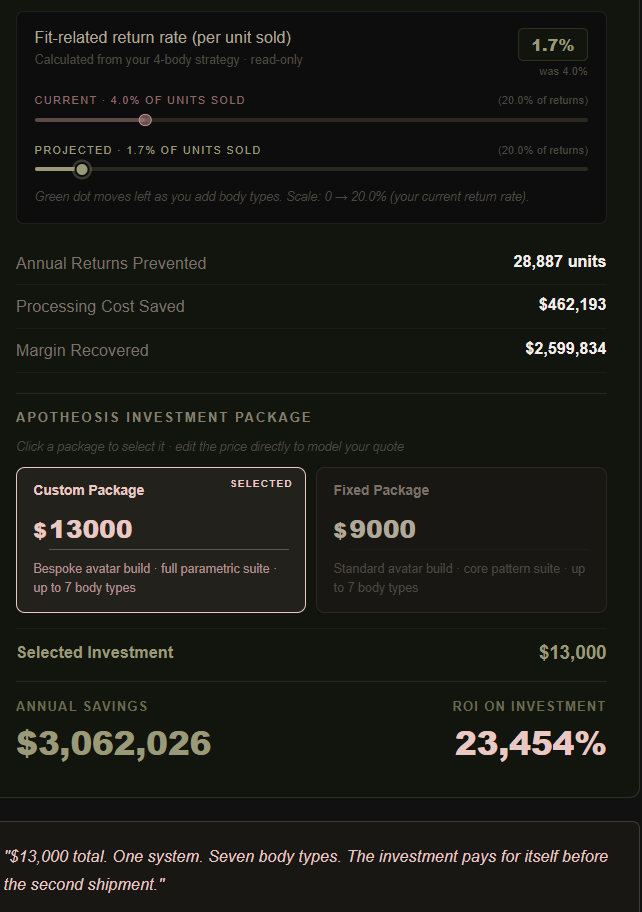 Fit-related return rate (per unit sold)
1.7%
Calculated from your 4-body strategy · read-only
was 4.0%
CURRENT · 4.0% OF UNITS SOLD
(20.0% of returns)
PROJECTED · 1.7% OF UNITS SOLD
(20.0% of returns)
Green dot moves left as you add body types. Scale: 0 → 20.0% (your current return rate).
Annual Returns Prevented
28,887 units
Processing Cost Saved
$462,193
Margin Recovered
$2,599,834
APOTHEOSIS INVESTMENT PACKAGE
Click a package to select it · edit the price directly to model your quote
Custom Package
SELECTED
$13000
Bespoke avatar build · full parametric suite ·
up to 7 body types
Fixed Package
$9000
Standard avatar build · core pattern suite · up
to 7 body types
Selected Investment
$13,000
ANNUAL SAVINGS
$3,062,026
ROI ON INVESTMENT
23,454%
"$13,000 total. One system. Seven body types. The investment pays for itself before
the second shipment."